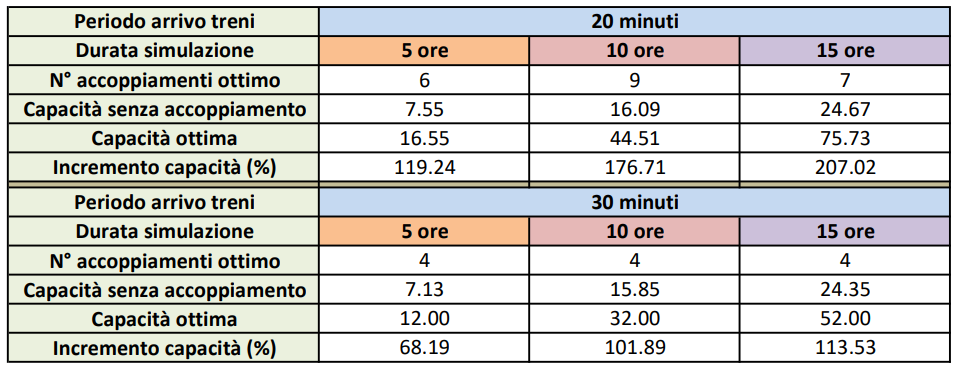 Periodo arrivo treni 20 minuti
Durata simulazione 5 ore 10 ore 15 ore
N° accoppiamenti ottimo 6 9 7
Capacità senza accoppiamento 7.55 16.09 24.67
Capacità ottima 16.55 44.51 75.73
Incremento capacità (%) 119.24 176.71 207.02
Periodo arrivo treni 30 minuti
Durata simulazione 5 ore 10 ore 15 ore
N° accoppiamenti ottimo 4 4 4
Capacità senza accoppiamento 7.13 15.85 24.35
Capacità ottima 12.00 32.00 52.00
Incremento capacità (%) 68.19 101.89 113.53